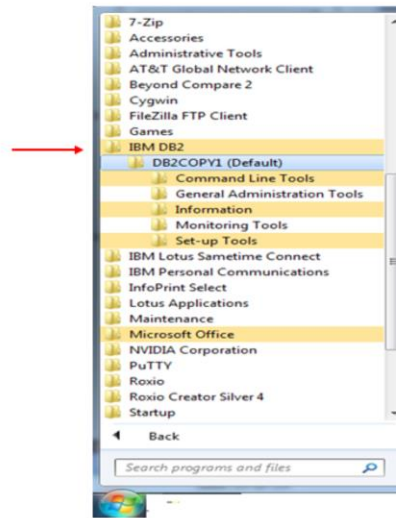 7-Zip
Accessories
Administrative Tools
AT&T Global Network Client
Beyond Compare 2
Cygwin
FileZilla FTP Client
Games
IBM DB2
DB2COPY1 (Default)
Command Line Tools
General Administration Tools
Information
Monitoring Tools
Set-up Tools
IBM Lotus Sametime Connect
IBM Personal Communications
InfoPrint Select
Lotus Applications
Maintenance
Microsoft Office
NVIDIA Corporation
PuTTY
Roxio
Roxio Creator Silver 4
Startup
Back
Search programs and files